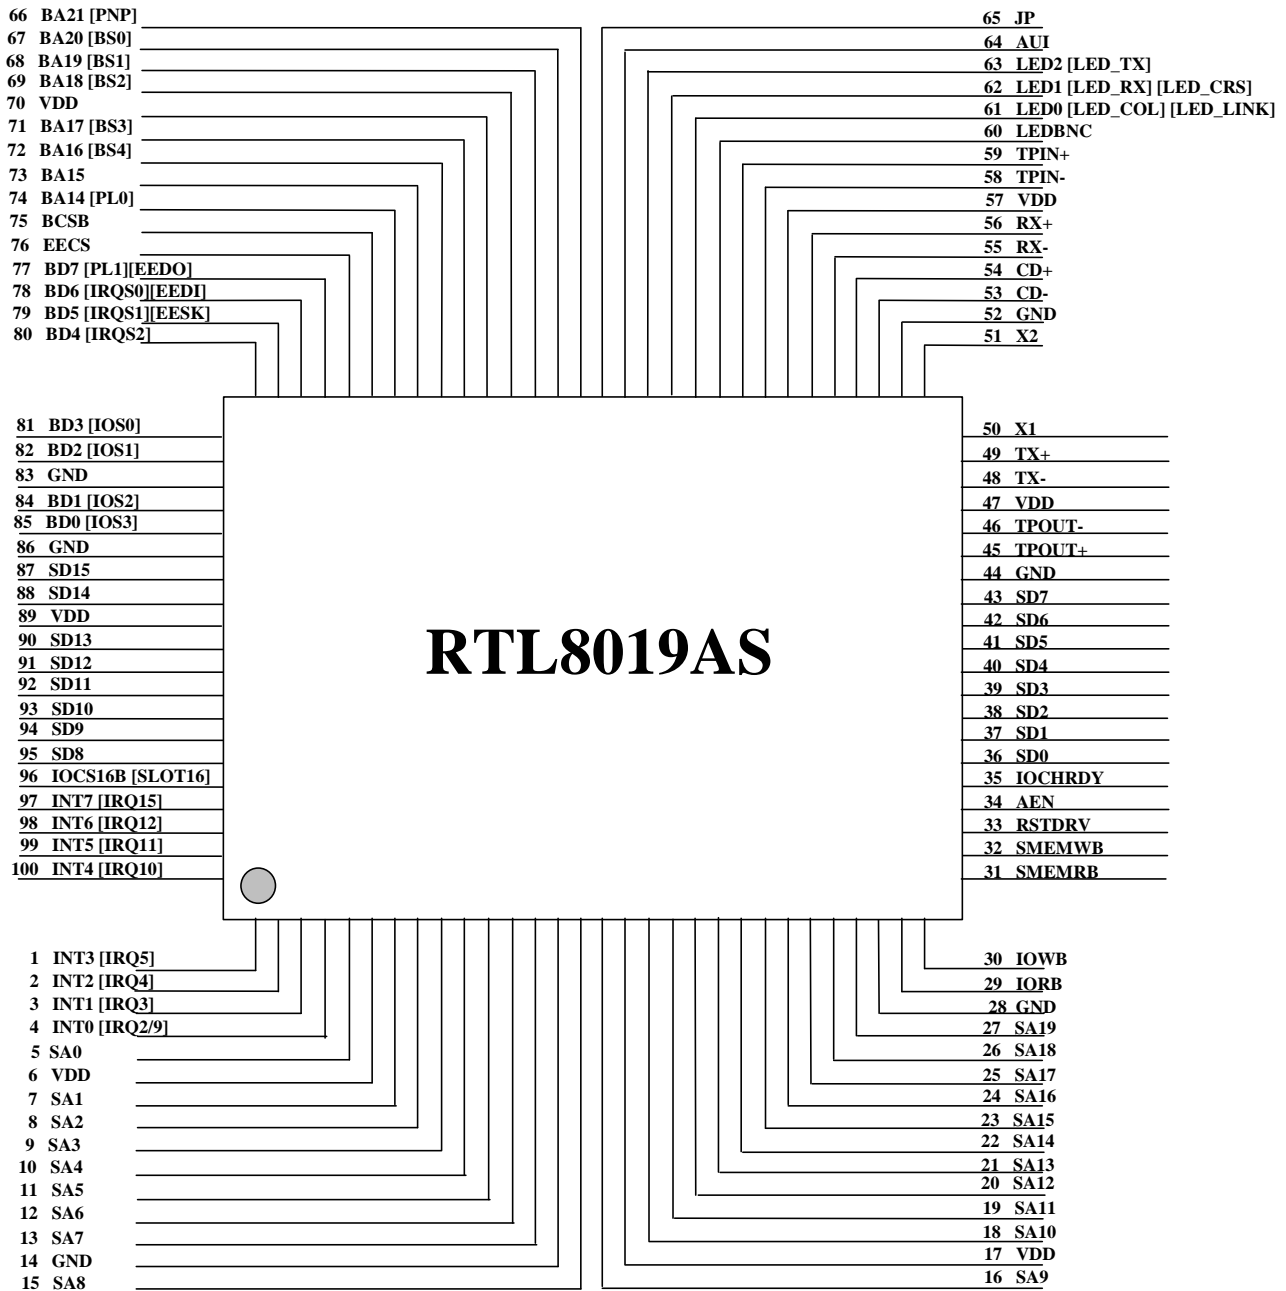 66 BA21 [PNP]
67 BA20 [BS0]
68 BA19 [BS1]
69 BA18 [BS2]
70 VDD
71 BA17 [BS3]
72 BA16 [BS4]
73 BA15
74 BA14 [PL0]
75 BCSB
76 EECS
77 BD7 [PL1][EEDO]
78 BD6 [IRQS0][EEDI]
79 BD5 [IRQS1][EESK]
80 BD4 [IRQS2]
65 JP
64 AUI
63 LED2 [LED_TX]
62 LED1 [LED_RX] [LED_CRS]
61 LED0 [LED_COL] [LED_LINK]
60 LEDBNC
59 TPIN+
58 TPIN-
57 VDD
56 RX+
55 RX-
54 CD+
53 CD-
52 GND
51 X2
81 BD3 [IOS0]
82 BD2 [IOS1]
83 GND
84 BD1 [IOS2]
85 BD0 [IOS3]
86 GND
87 SD15
88 SD14
89 VDD
90 SD13
91 SD12
92 SD11
93 SD10
94 SD9
95 SD8
96 IOCS16B [SLOT16]
97 INT7 [IRQ15]
98 INT6 [IRQ12]
99 INT5 [IRQ11]
100 INT4 [IRQ10]
RTL8019AS
50 X1
49 TX+
48 TX-
47 VDD
46 TPOUT-
45 TPOUT+
44 GND
43 SD7
42 SD6
41 SD5
40 SD4
39 SD3
38 SD2
37 SD1
36 SD0
35 IOCHRDY
34 AEN
33 RSTDRV
32 SMEMWB
31 SMEMRB
1 INT3 [IRQ5]
2 INT2 [IRQ4]
3 INT1 [IRQ3]
4 INT0 [IRQ2/9]
5 SA0
6 VDD
7 SA1
8 SA2
9 SA3
10 SA4
11 SA5
12 SA6
13 SA7
14 GND
15 SA8
30 IOWB
29 IORB
28 GND
27 SA19
26 SA18
25 SA17
24 SA16
23 SA15
22 SA14
21 SA13
20 SA12
19 SA11
18 SA10
17 VDD
16 SA9